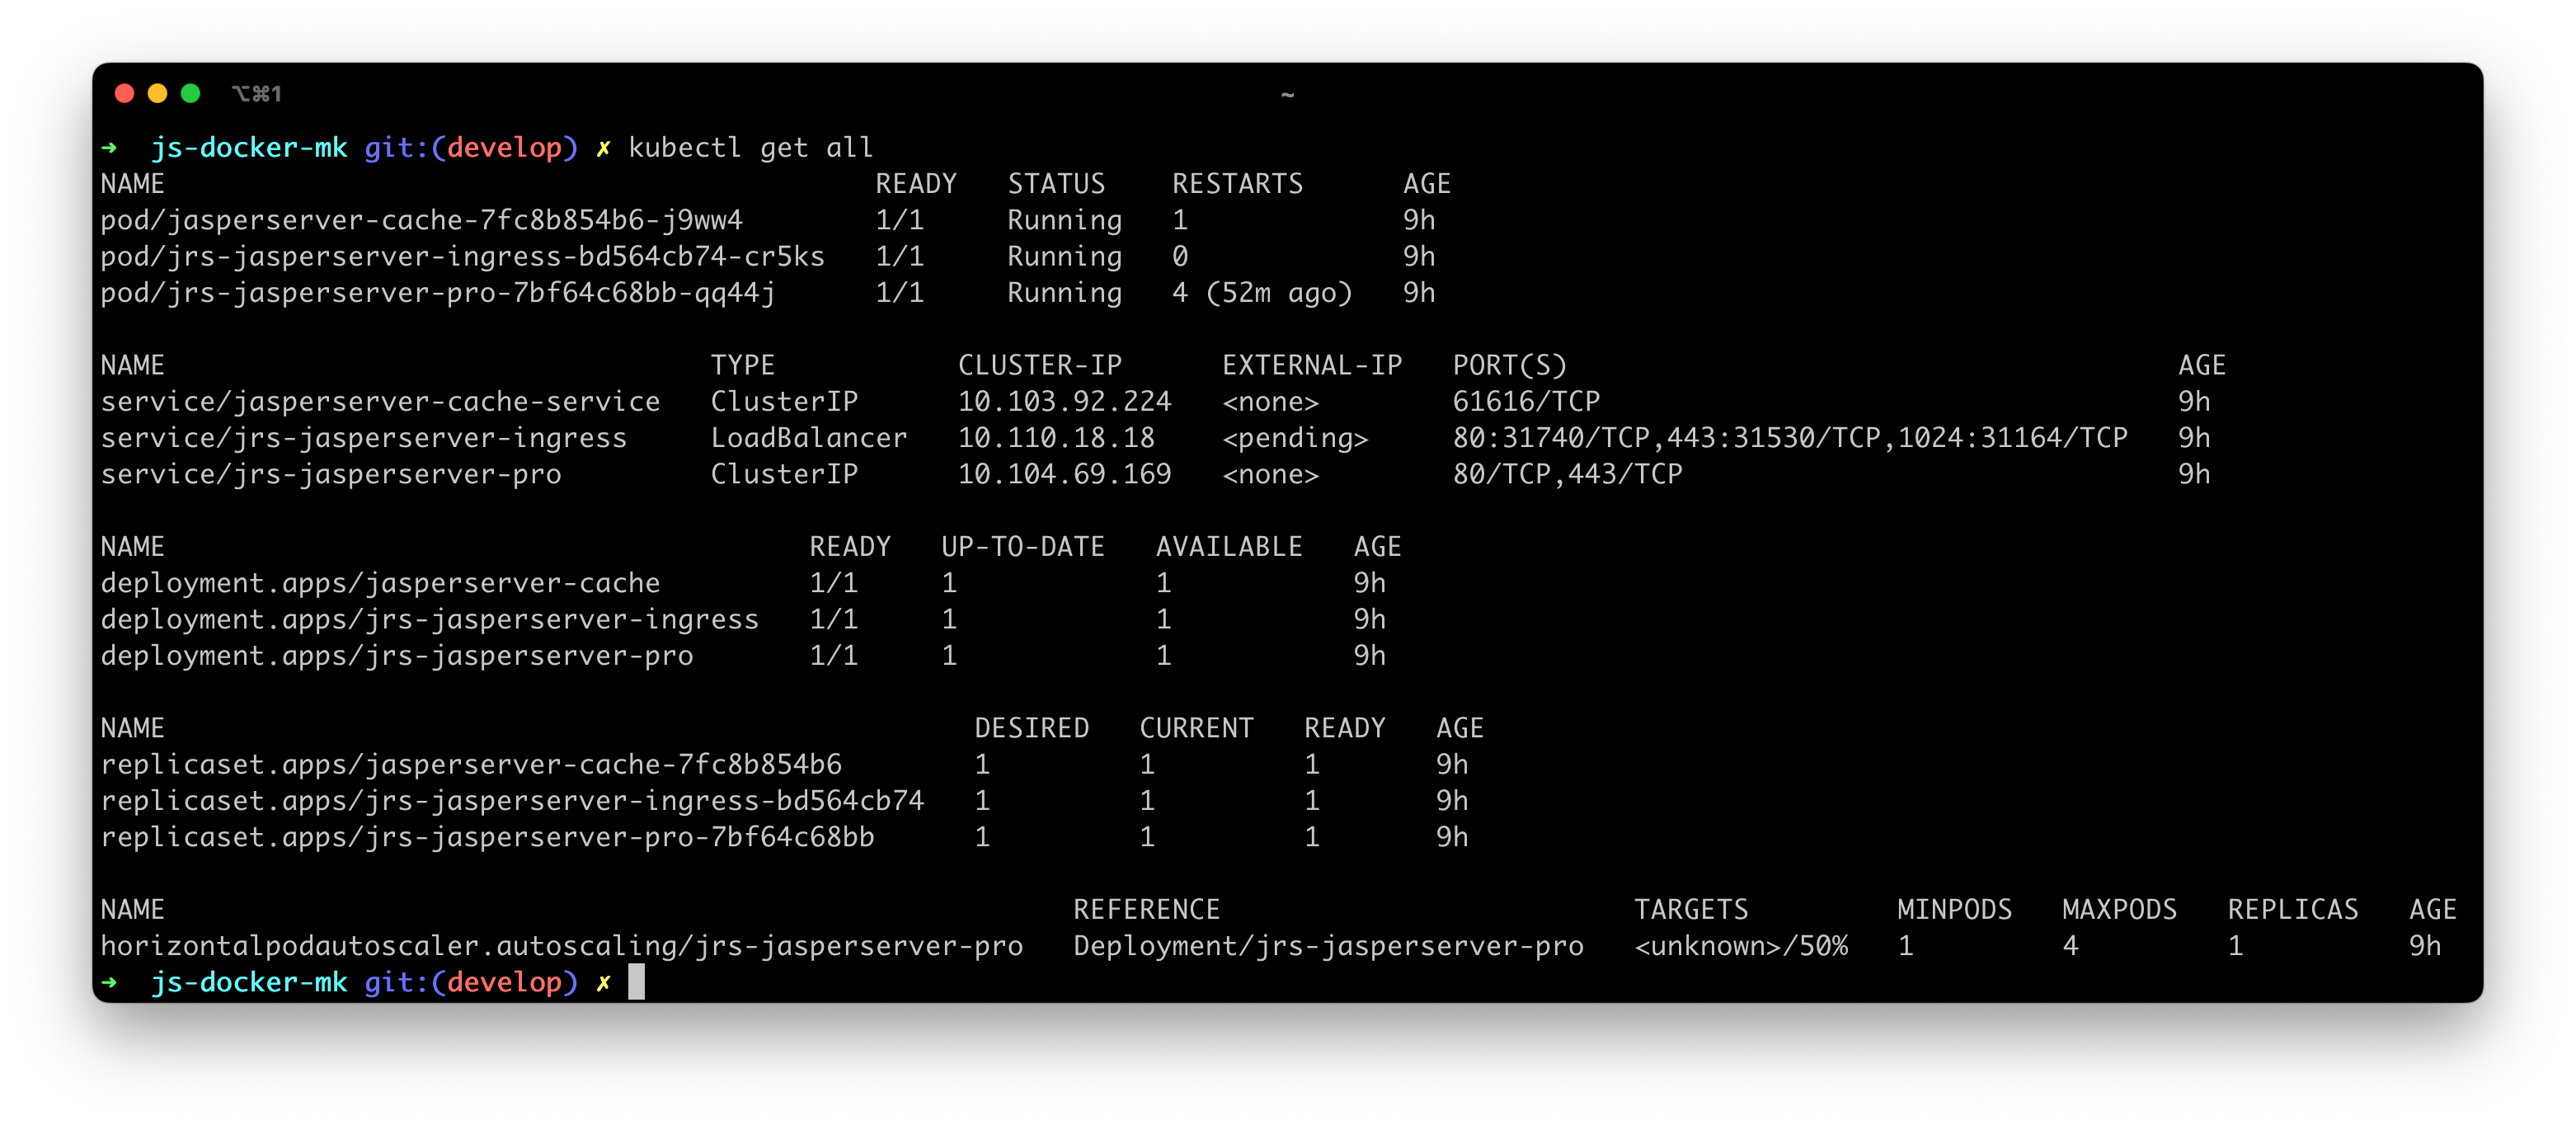 ⌥⌘1
~
➜ js-docker-mk git:(develop) ✗ kubectl get all
NAME READY STATUS RESTARTS AGE
pod/jasperserver-cache-7fc8b854b6-j9ww4 1/1 Running 1 9h
pod/jrs-jasperserver-ingress-bd564cb74-cr5ks 1/1 Running 0 9h
pod/jrs-jasperserver-pro-7bf64c68bb-qq44j 1/1 Running 4 (52m ago) 9h
NAME TYPE CLUSTER-IP EXTERNAL-IP PORT(S) AGE
service/jasperserver-cache-service ClusterIP 10.103.92.224 <none> 61616/TCP 9h
service/jrs-jasperserver-ingress LoadBalancer 10.110.18.18 <pending> 80:31740/TCP,443:31530/TCP,1024:31164/TCP 9h
service/jrs-jasperserver-pro ClusterIP 10.104.69.169 <none> 80/TCP,443/TCP 9h
NAME READY UP-TO-DATE AVAILABLE AGE
deployment.apps/jasperserver-cache 1/1 1 1 9h
deployment.apps/jrs-jasperserver-ingress 1/1 1 1 9h
deployment.apps/jrs-jasperserver-pro 1/1 1 1 9h
NAME DESIRED CURRENT READY AGE
replicaset.apps/jasperserver-cache-7fc8b854b6 1 1 1 9h
replicaset.apps/jrs-jasperserver-ingress-bd564cb74 1 1 1 9h
replicaset.apps/jrs-jasperserver-pro-7bf64c68bb 1 1 1 9h
NAME REFERENCE TARGETS MINPODS MAXPODS REPLICAS AGE
horizontalpodautoscaler.autoscaling/jrs-jasperserver-pro Deployment/jrs-jasperserver-pro <unknown>/50% 1 4 1 9h
➜ js-docker-mk git:(develop) ✗